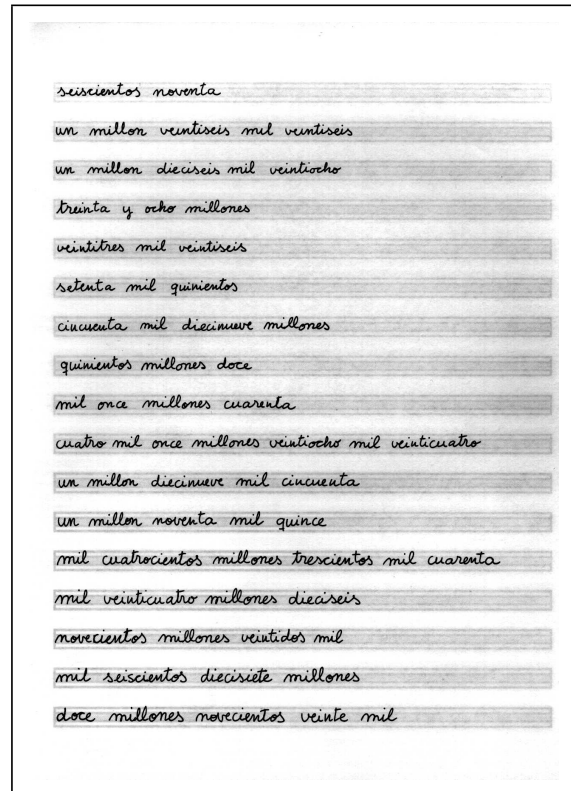 seiscientos noventa
un millon veintiseis mil veintiseis
un millon dieciseis mil veintiocho
treinta y ocho millones
veintitres mil veintiseis
setenta mil quinientos
cincuenta mil diecinueve millones
quinientos millones doce
mil once millones cuarenta
cuatro mil once millones veintiocho mil veinticuatro
un millon diecinueve mil cincuenta
un millon noventa mil quince
mil cuatrocientos millones trescientos mil cuarenta
mil veinticuatro millones dieciseis
novecientos millones veintidos mil
mil seiscientos diecisiete millones
doce millones novecientos veinte mil